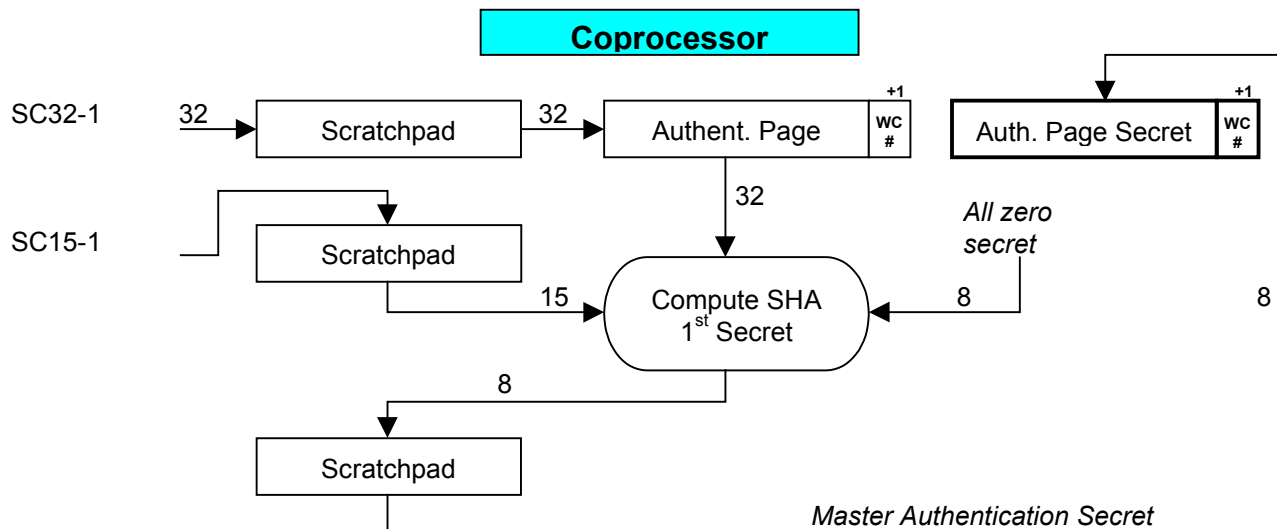 Coprocessor
SC32-1
32
Scratchpad
32
Authent. Page
+1
WC
#
Auth. Page Secret
+1
WC
#
32
SC15-1
Scratchpad
All zero
secret
15
Compute SHA
1st Secret
8
8
8
Scratchpad
Master Authentication Secret